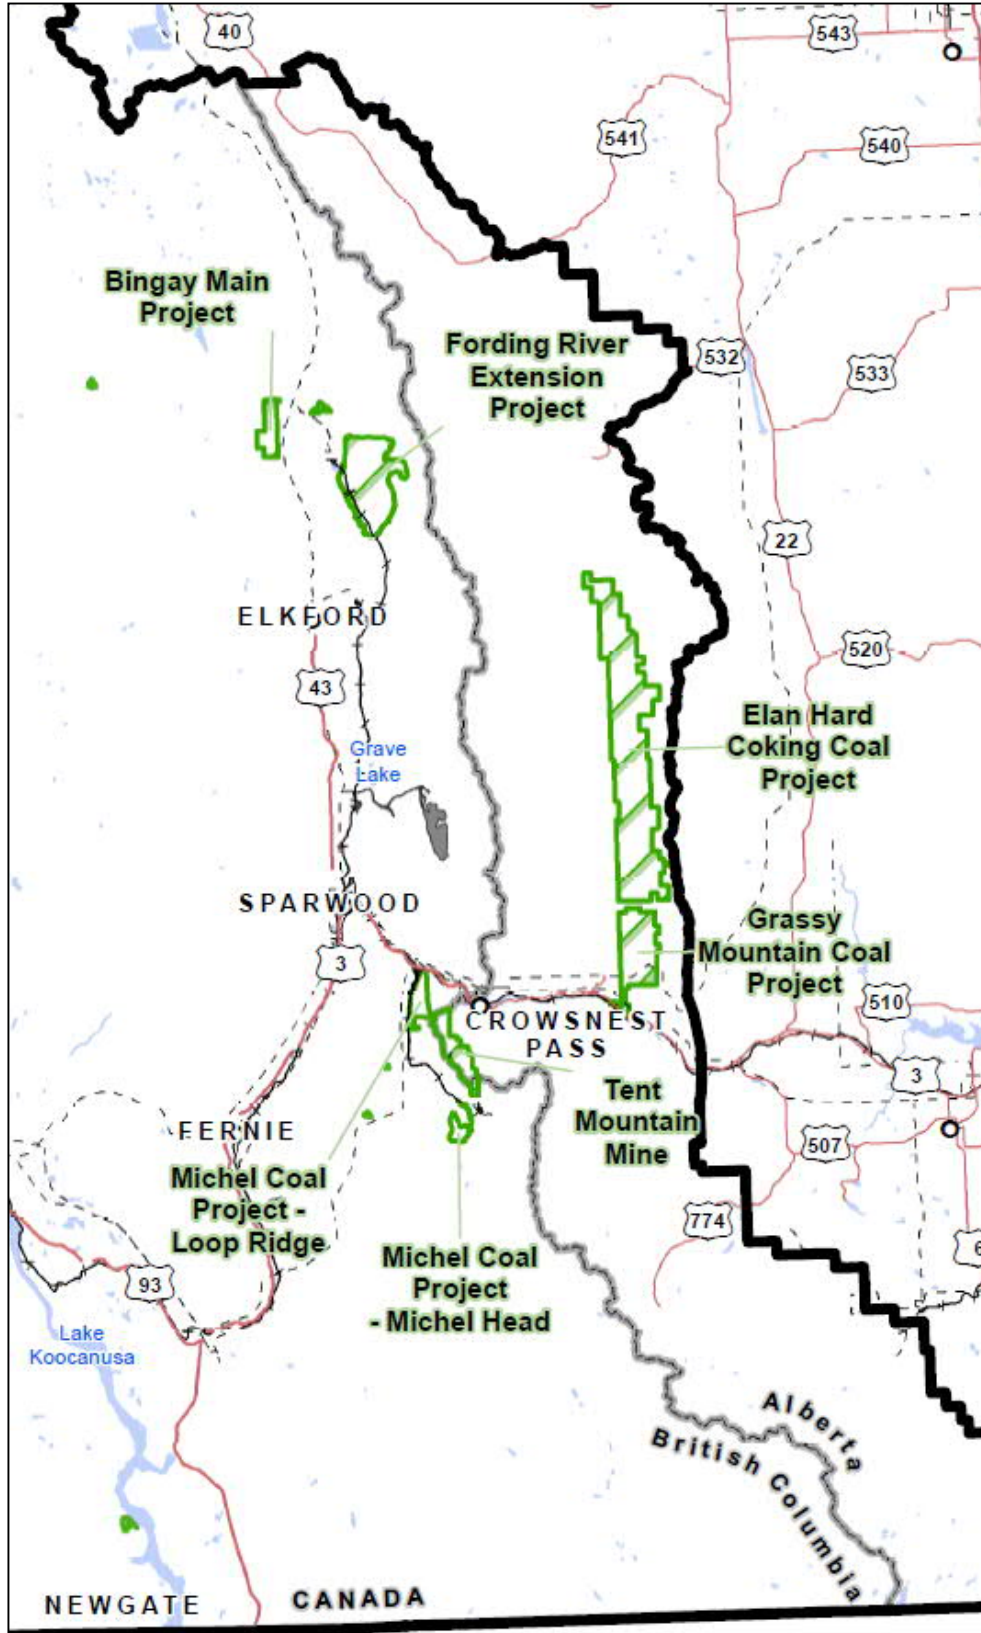 40
543
541
540
Bingay Main
Project
Fording River
Extension
Project
532
533
22
ELKFORD
520
43
Elan Hard
Coking Coal
Project
Grave
Lake
SPARWOOD
Grassy
Mountain Coal
Project
3
510
CROWSNEST
PASS
3
Tent
Mountain
Mine
FERNIE
507
Michel Coal
Project -
Loop Ridge
774
6
Michel Coal
Project
- Michel Head
93
Lake
Koocanusa
Alberta
British Columbia
NEWGATE
CANADA